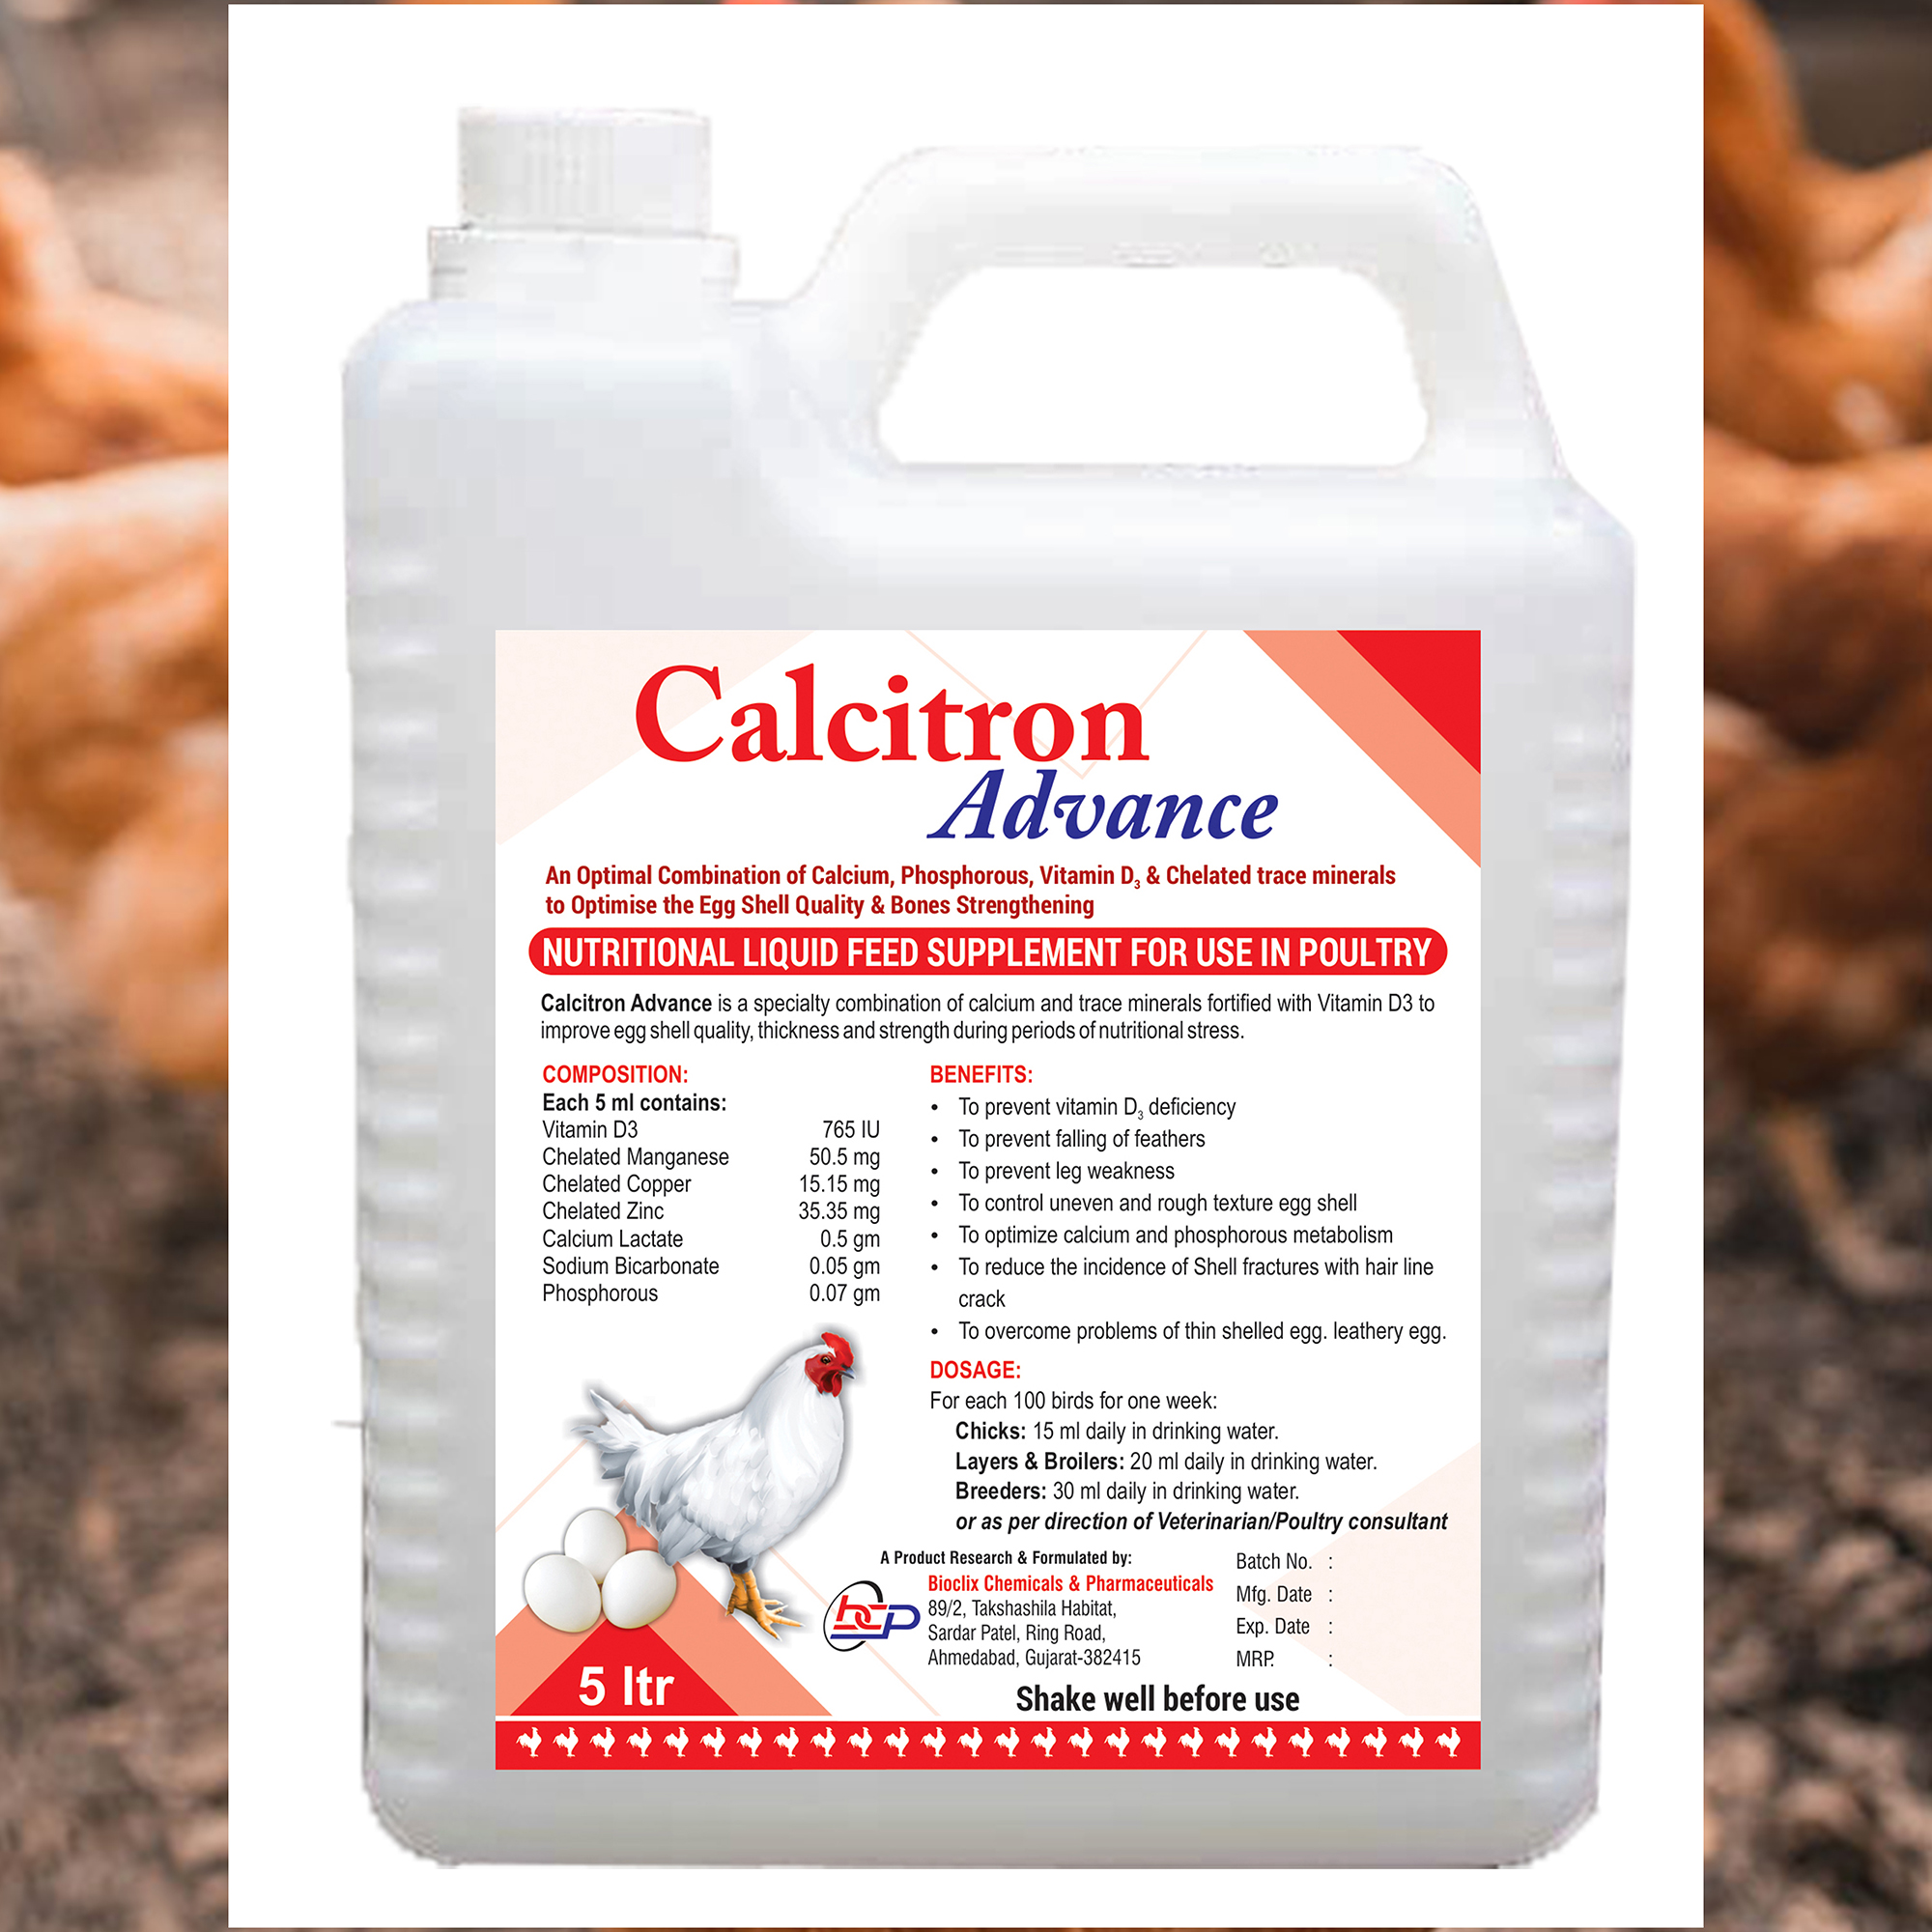 Calcitron
Advance
An Optimal Combination of Calcium, Phosphorous, Vitamin D3 & Chelated trace minerals
to Optimise the Egg Shell Quality & Bones Strengthening
NUTRITIONAL LIQUID FEED SUPPLEMENT FOR USE IN POULTRY
Calcitron Advance is a specialty combination of calcium and trace minerals fortified with Vitamin D3 to
improve egg shell quality, thickness and strength during periods of nutritional stress.
COMPOSITION:
Each 5 ml contains:
Vitamin D3 765 IU
Chelated Manganese 50.5 mg
Chelated Copper 15.15 mg
Chelated Zinc 35.35 mg
Calcium Lactate 0.5 gm
Sodium Bicarbonate 0.05 gm
Phosphorous 0.07 gm
BENEFITS:
• To prevent vitamin D3 deficiency
• To prevent falling of feathers
• To prevent leg weakness
• To control uneven and rough texture egg shell
• To optimize calcium and phosphorous metabolism
• To reduce the incidence of Shell fractures with hair line
crack
• To overcome problems of thin shelled egg. leathery egg.
DOSAGE:
For each 100 birds for one week:
Chicks: 15 ml daily in drinking water.
Layers & Broilers: 20 ml daily in drinking water.
Breeders: 30 ml daily in drinking water.
or as per direction of Veterinarian/Poultry consultant
A Product Research & Formulated by:
bcp
Bioclix Chemicals & Pharmaceuticals
89/2, Takshashila Habitat,
Sardar Patel, Ring Road,
Ahmedabad, Gujarat-382415
Batch No. :
Mfg. Date :
Exp. Date :
MRP. :
5 ltr
Shake well before use